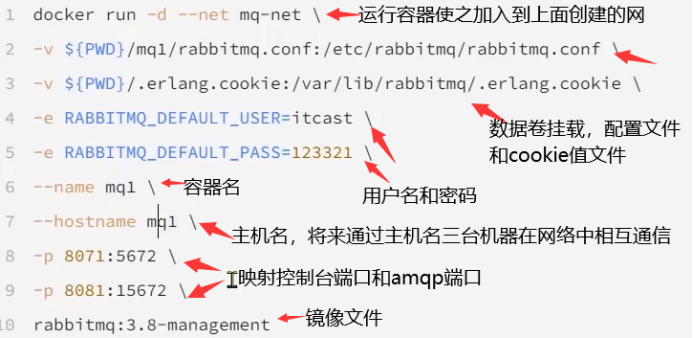 1 docker run -d --net mq-net \ 运行容器使之加入到上面创建的网
2 -v ${PWD}/mq1/rabbitmq.conf:/etc/rabbitmq/rabbitmq.conf \
3 -v ${PWD}/.erlang.cookie:/var/lib/rabbitmq/.erlang.cookie \
数据卷挂载，配置文件
和cookie值文件
4 -e RABBITMQ_DEFAULT_USER=itcast \
5 -e RABBITMQ_DEFAULT_PASS=123321 \
用户名和密码
6 --name mq1 \ 容器名
7 --hostname mq1 \ 主机名，将来通过主机名三台机器在网络中相互通信
8 -p 8071:5672 \
映射控制台端口和amqp端口
9 -p 8081:15672 \
10 rabbitmq:3.8-management 镜像文件